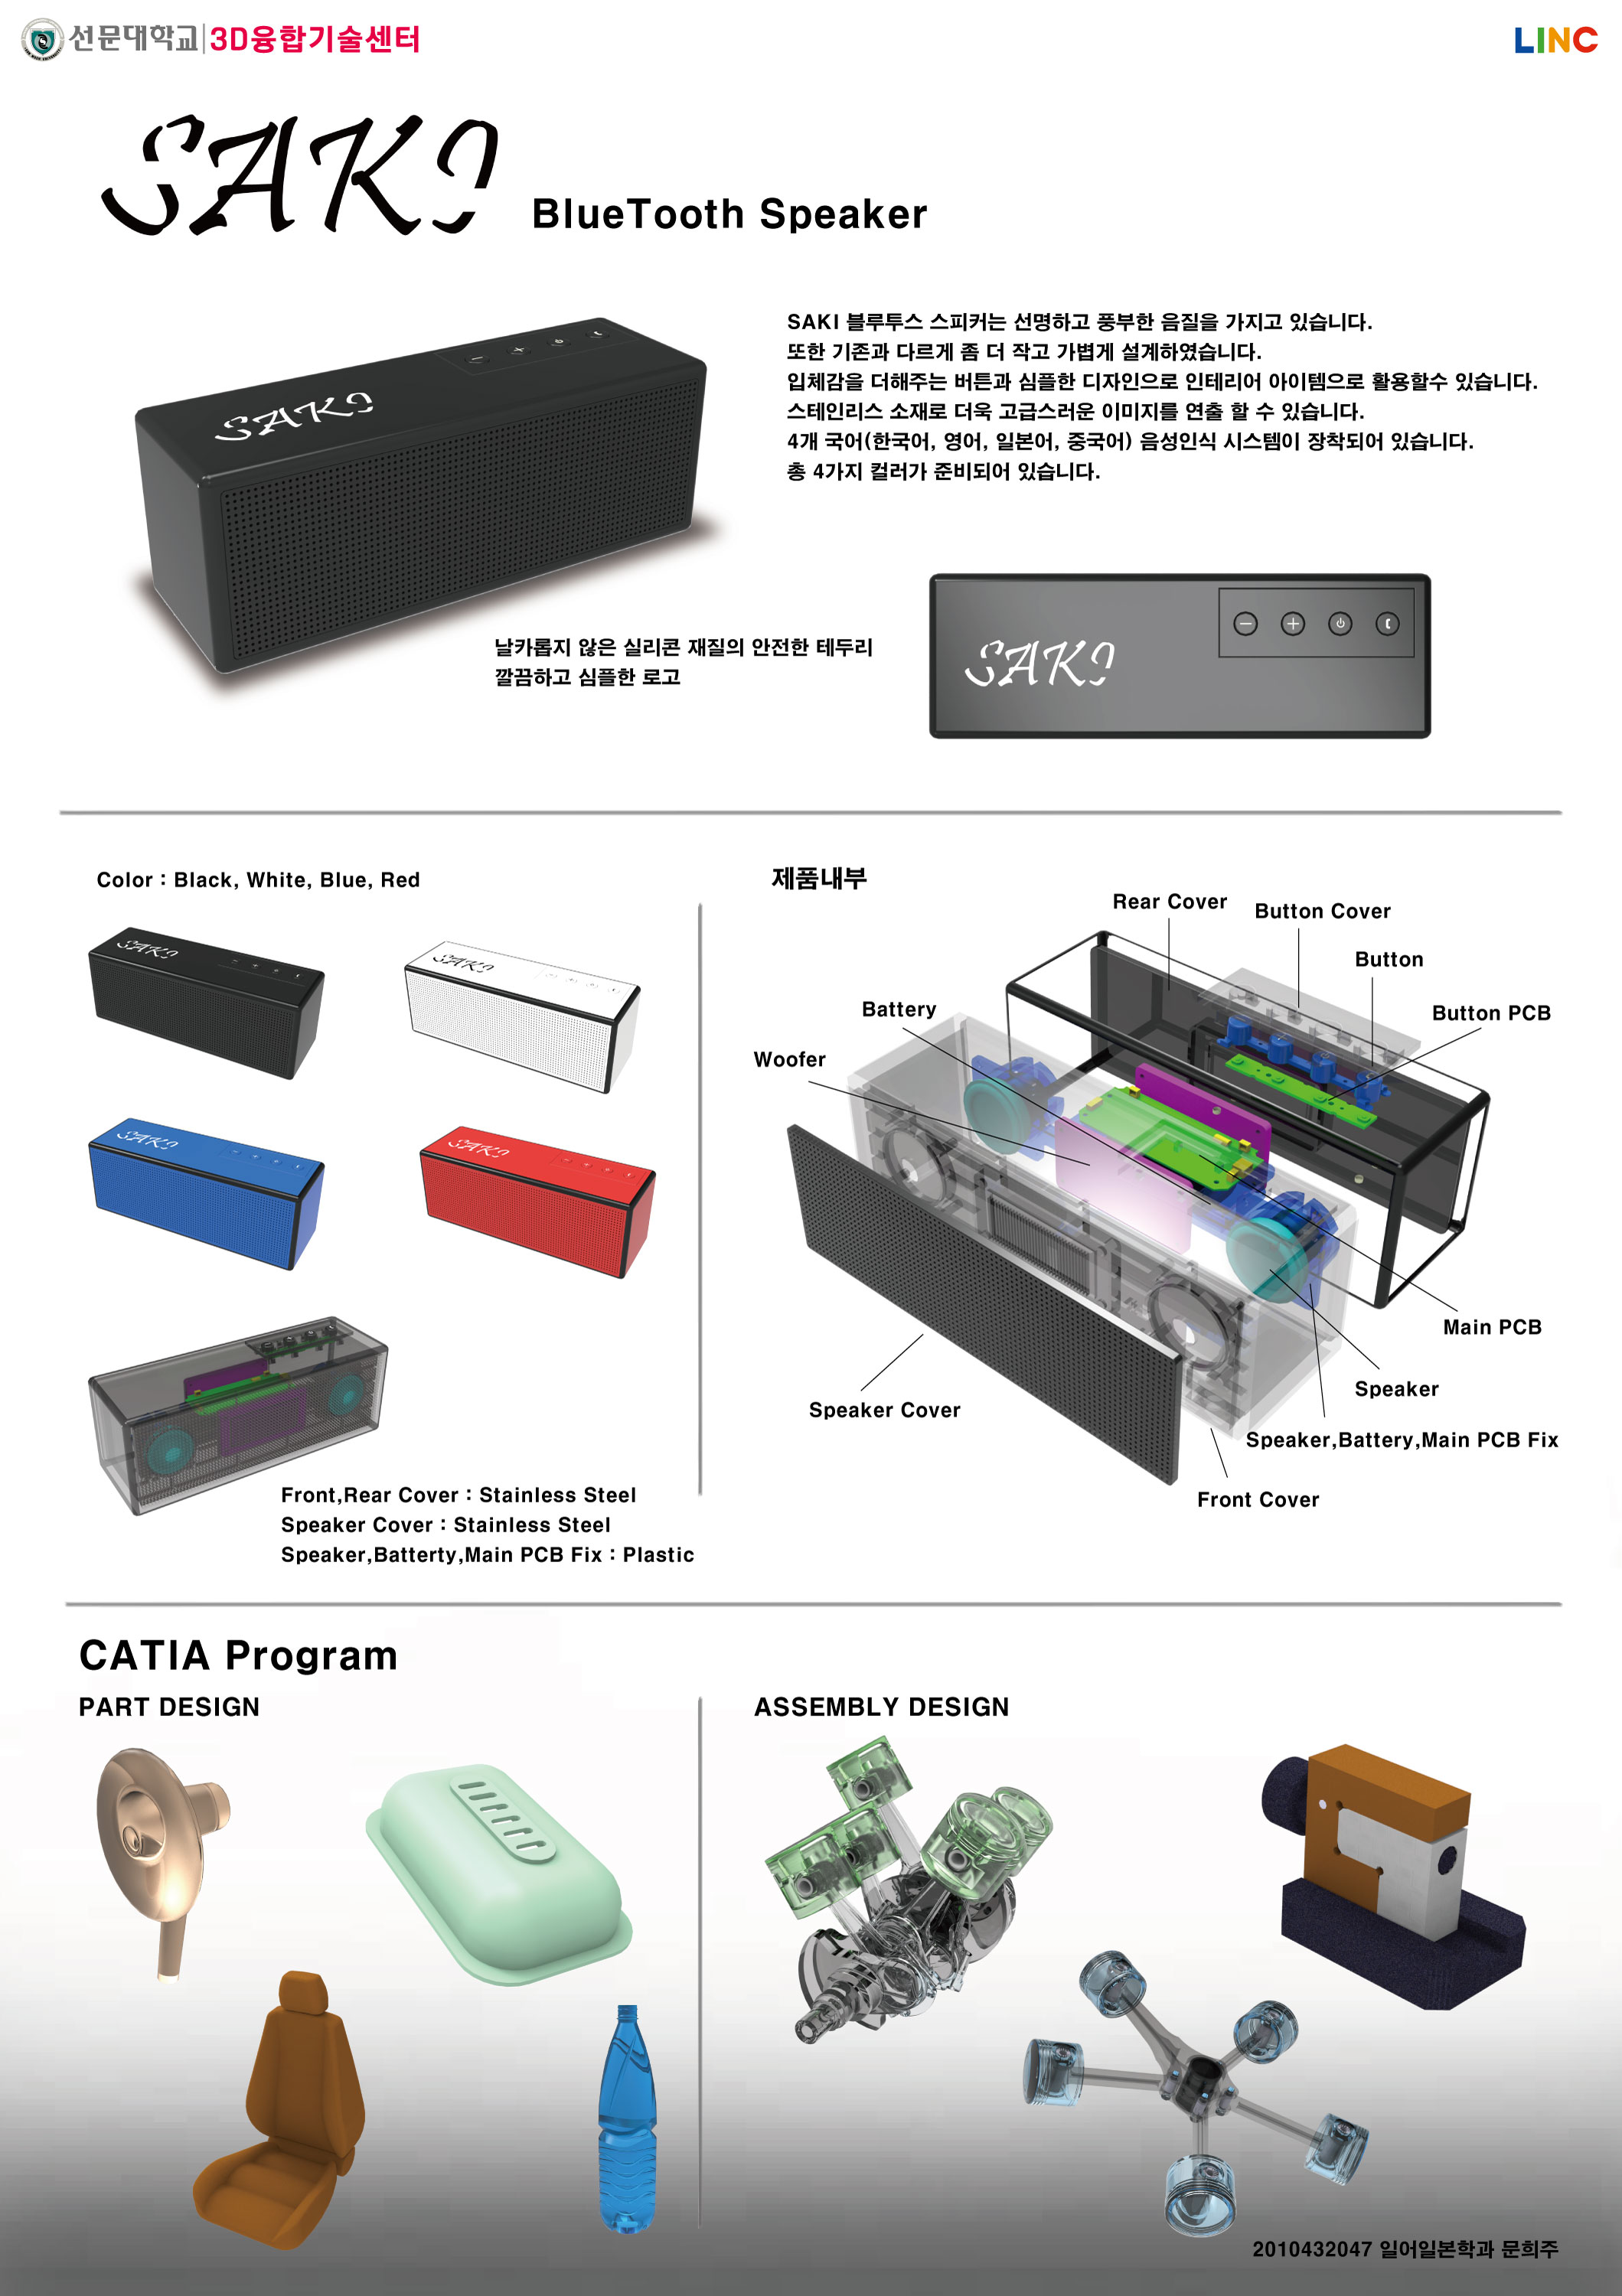 선문대학교 3D융합기술센터
LINC
SAKI BlueTooth Speaker
SAKI 블루투스 스피커는 선명하고 풍부한 음질을 가지고 있습니다.
또한 기존과 다르게 좀 더 작고 가볍게 설계하였습니다.
입체감을 더해주는 버튼과 심플한 디자인으로 인테리어 아이템으로 활용할수 있습니다.
스테인리스 소재로 더욱 고급스러운 이미지를 연출 할 수 있습니다.
4개 국어(한국어, 영어, 일본어, 중국어) 음성인식 시스템이 장착되어 있습니다.
총 4가지 컬러가 준비되어 있습니다.
SAKI
날카롭지 않은 실리콘 재질의 안전한 테두리
깔끔하고 심플한 로고
SAKI
Color : Black, White, Blue, Red
SAKI
SAKI
SAKI
SAKI
Front,Rear Cover : Stainless Steel
Speaker Cover : Stainless Steel
Speaker,Batterty,Main PCB Fix : Plastic
제품내부
Rear Cover
Button Cover
Button
Button PCB
Battery
Woofer
Main PCB
Speaker
Speaker Cover
Speaker,Battery,Main PCB Fix
Front Cover
CATIA Program
PART DESIGN
ASSEMBLY DESIGN
2010432047 일어일본학과 문희주